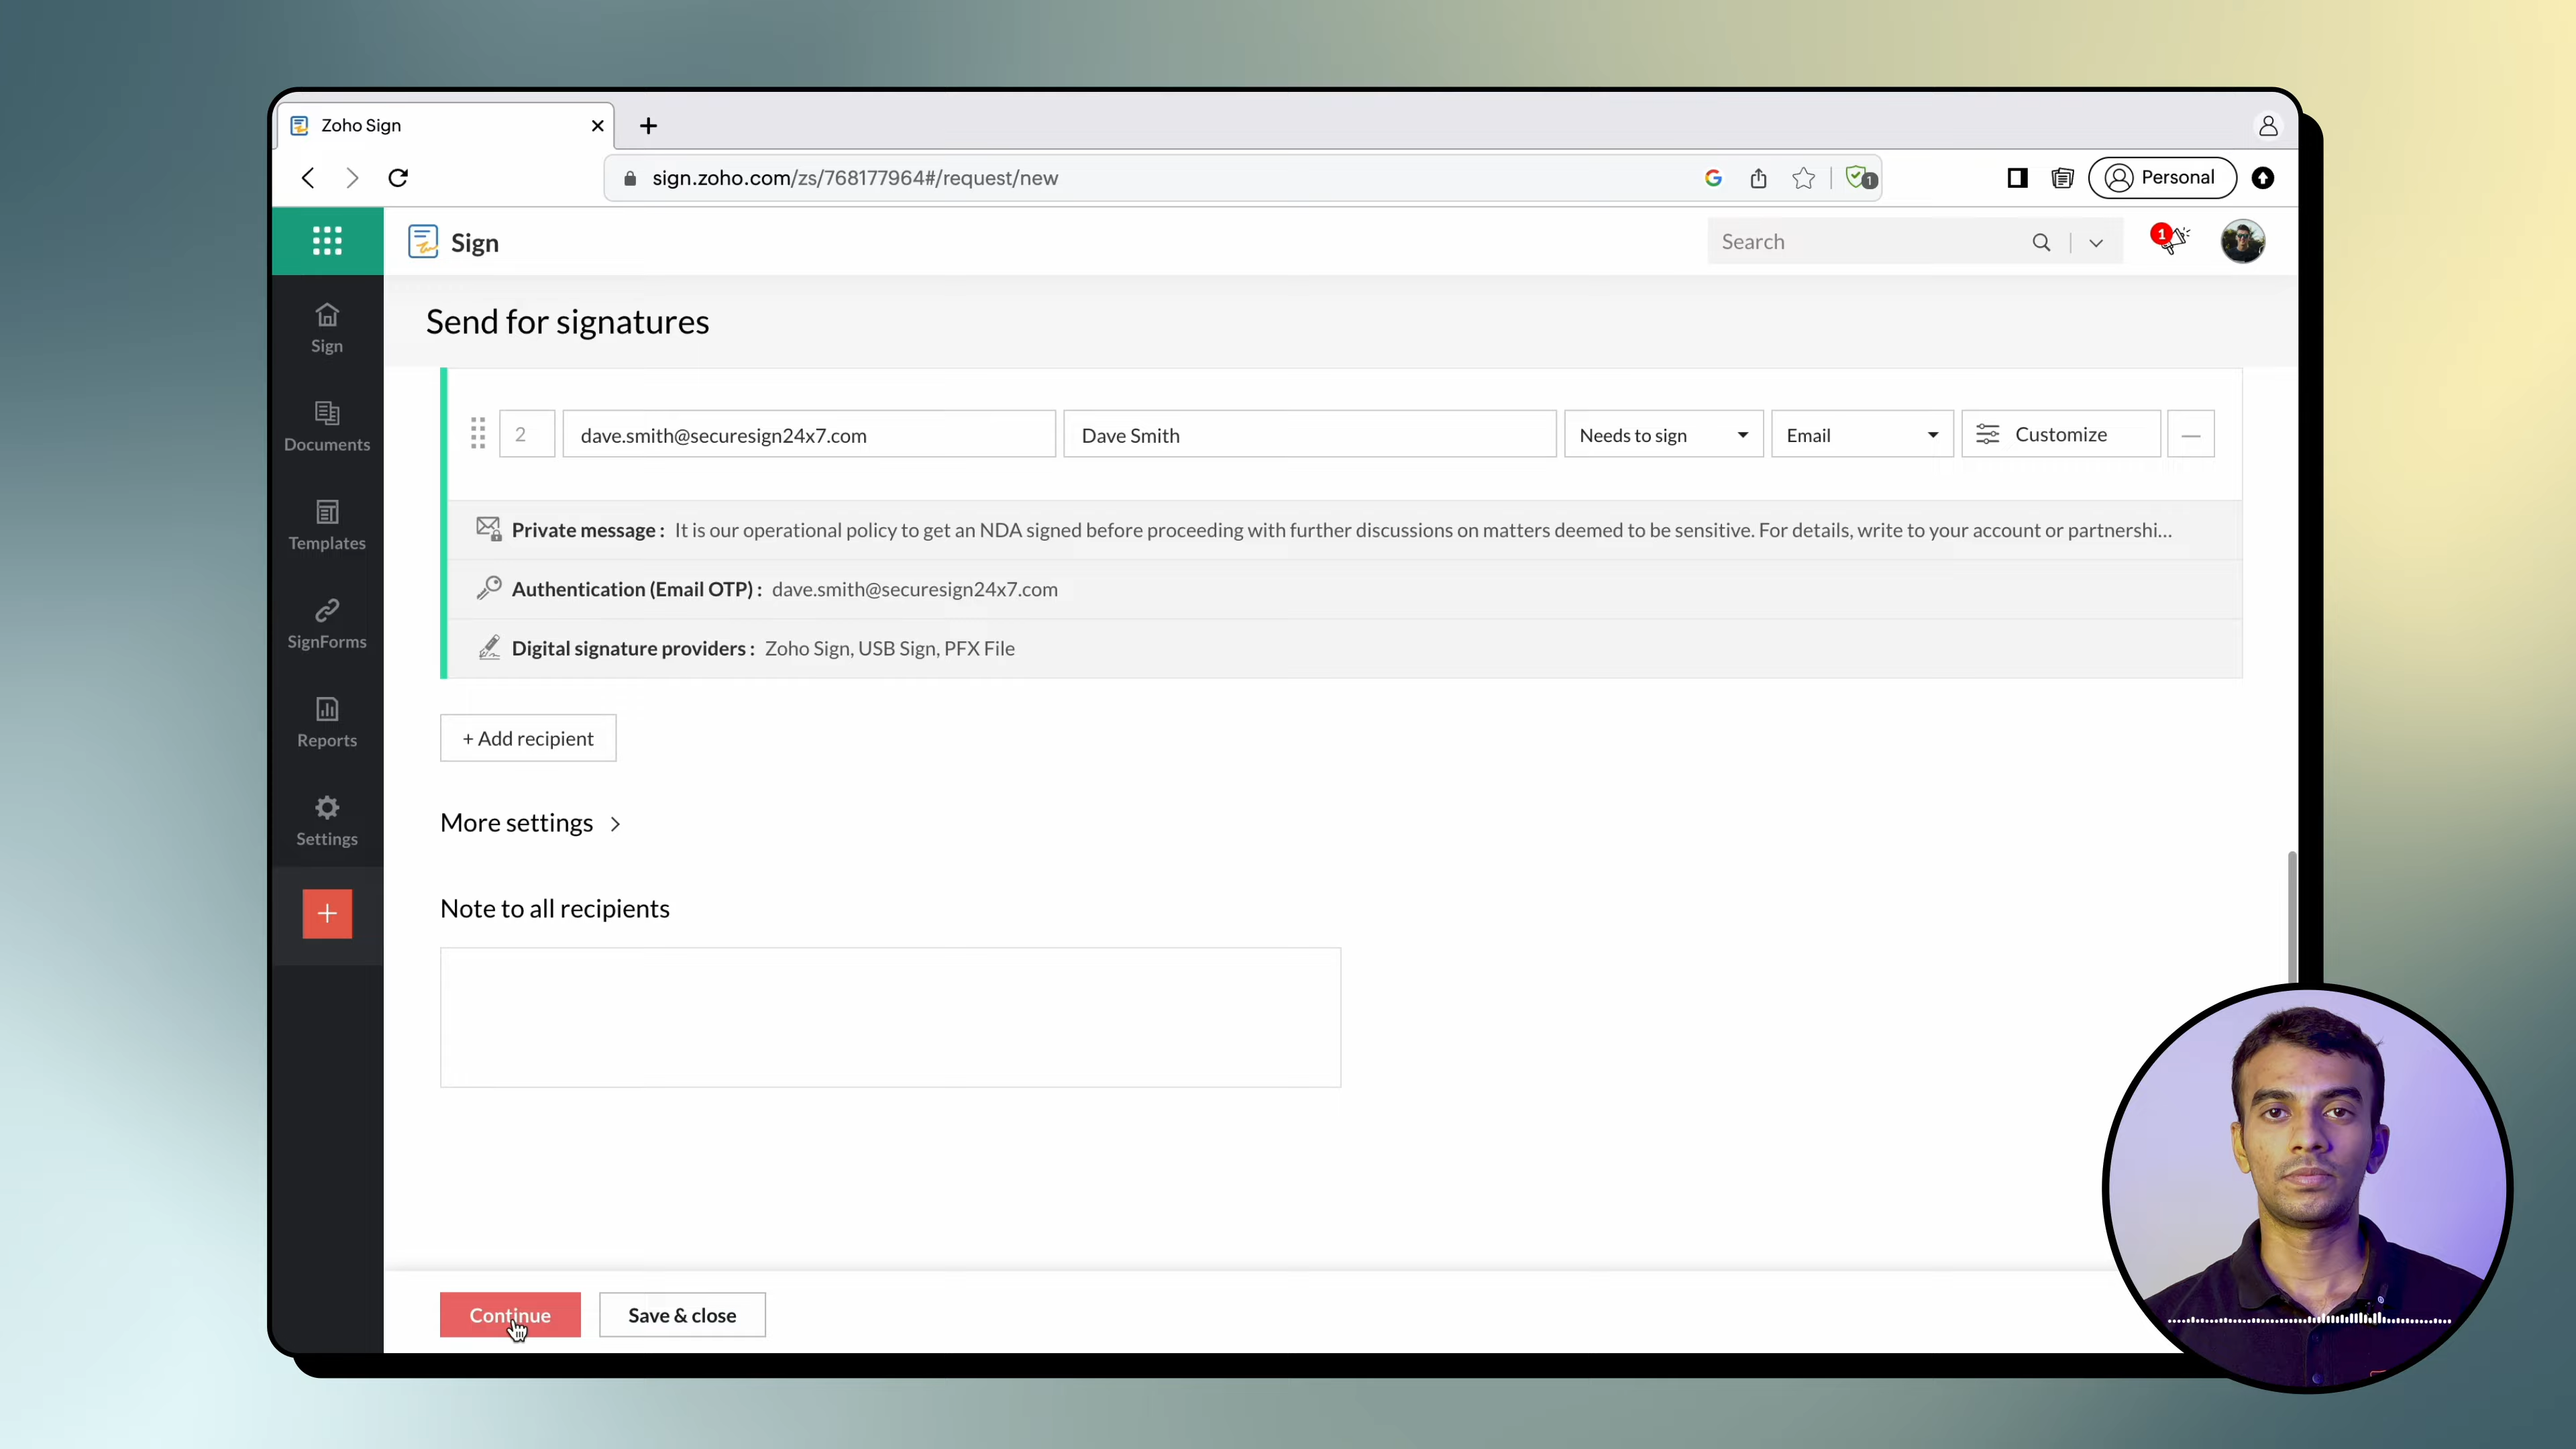 Zoho Sign
sign.zoho.com/zs/768177964#/request/new
1
Personal
Sign
Search
1
Send for signatures
Sign
Documents
Templates
SignForms
Reports
Settings
2 dave.smith@securesign24x7.com Dave Smith Needs to sign Email Customize
Private message : It is our operational policy to get an NDA signed before proceeding with further discussions on matters deemed to be sensitive. For details, write to your account or partnershi...
Authentication (Email OTP) : dave.smith@securesign24x7.com
Digital signature providers : Zoho Sign, USB Sign, PFX File
+ Add recipient
More settings
Note to all recipients
Continue Save & close